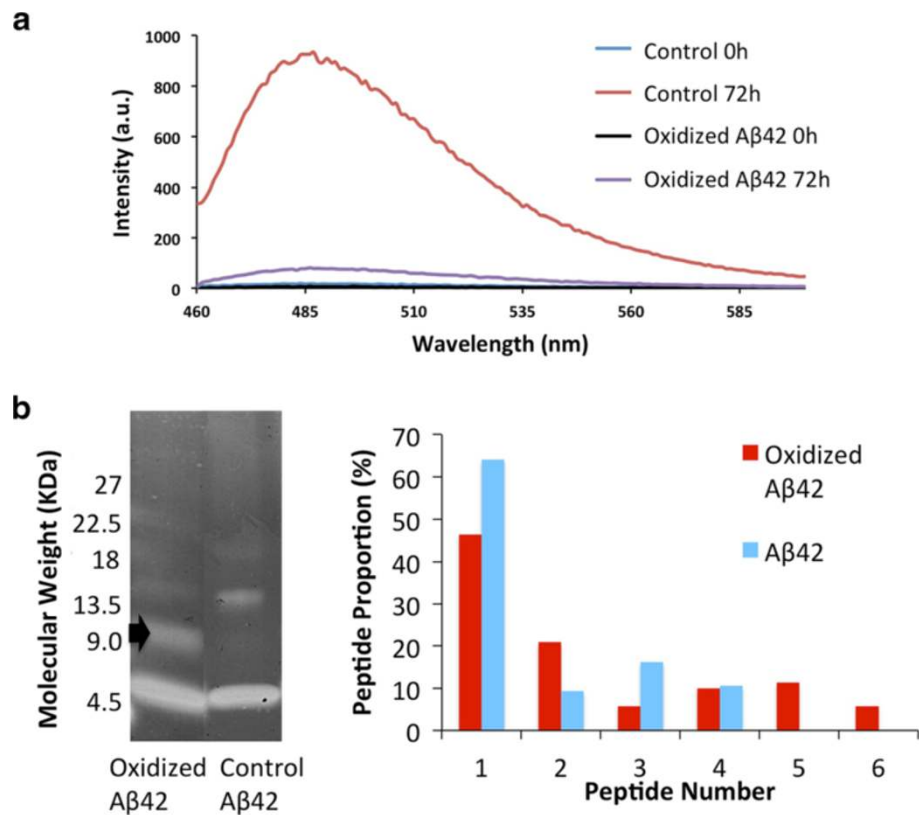 a
1000
800
600
400
200
0
460 485 510 535 560 585
Intensity (a.u.)
Wavelength (nm)
Control 0h
Control 72h
Oxidized Aβ42 0h
Oxidized Aβ42 72h
b
Molecular Weight (KDa)
27
22.5
18
13.5
9.0
4.5
Oxidized Control
Aβ42 Aβ42
Peptide Proportion (%)
70
60
50
40
30
20
10
0
1 2 3 4 5 6
Peptide Number
Oxidized
Aβ42
Aβ42